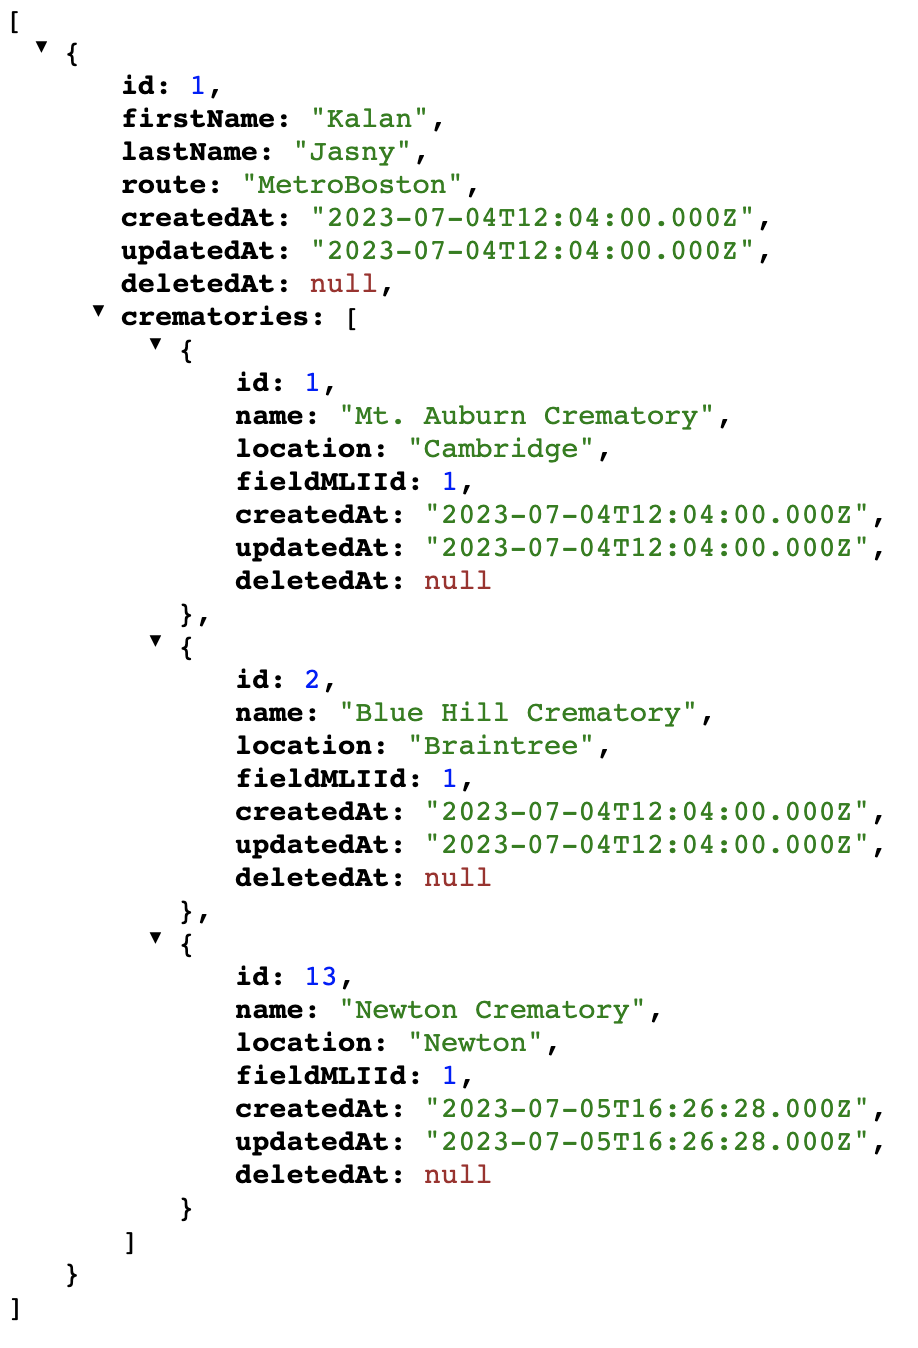 [
▼ {
id: 1,
firstName: "Kalan",
lastName: "Jasny",
route: "MetroBoston",
createdAt: "2023-07-04T12:04:00.000Z",
updatedAt: "2023-07-04T12:04:00.000Z",
deletedAt: null,
▼ crematories: [
▼ {
id: 1,
name: "Mt. Auburn Crematory",
location: "Cambridge",
fieldMLIId: 1,
createdAt: "2023-07-04T12:04:00.000Z",
updatedAt: "2023-07-04T12:04:00.000Z",
deletedAt: null
},
▼ {
id: 2,
name: "Blue Hill Crematory",
location: "Braintree",
fieldMLIId: 1,
createdAt: "2023-07-04T12:04:00.000Z",
updatedAt: "2023-07-04T12:04:00.000Z",
deletedAt: null
},
▼ {
id: 13,
name: "Newton Crematory",
location: "Newton",
fieldMLIId: 1,
createdAt: "2023-07-05T16:26:28.000Z",
updatedAt: "2023-07-05T16:26:28.000Z",
deletedAt: null
}
]
}
]